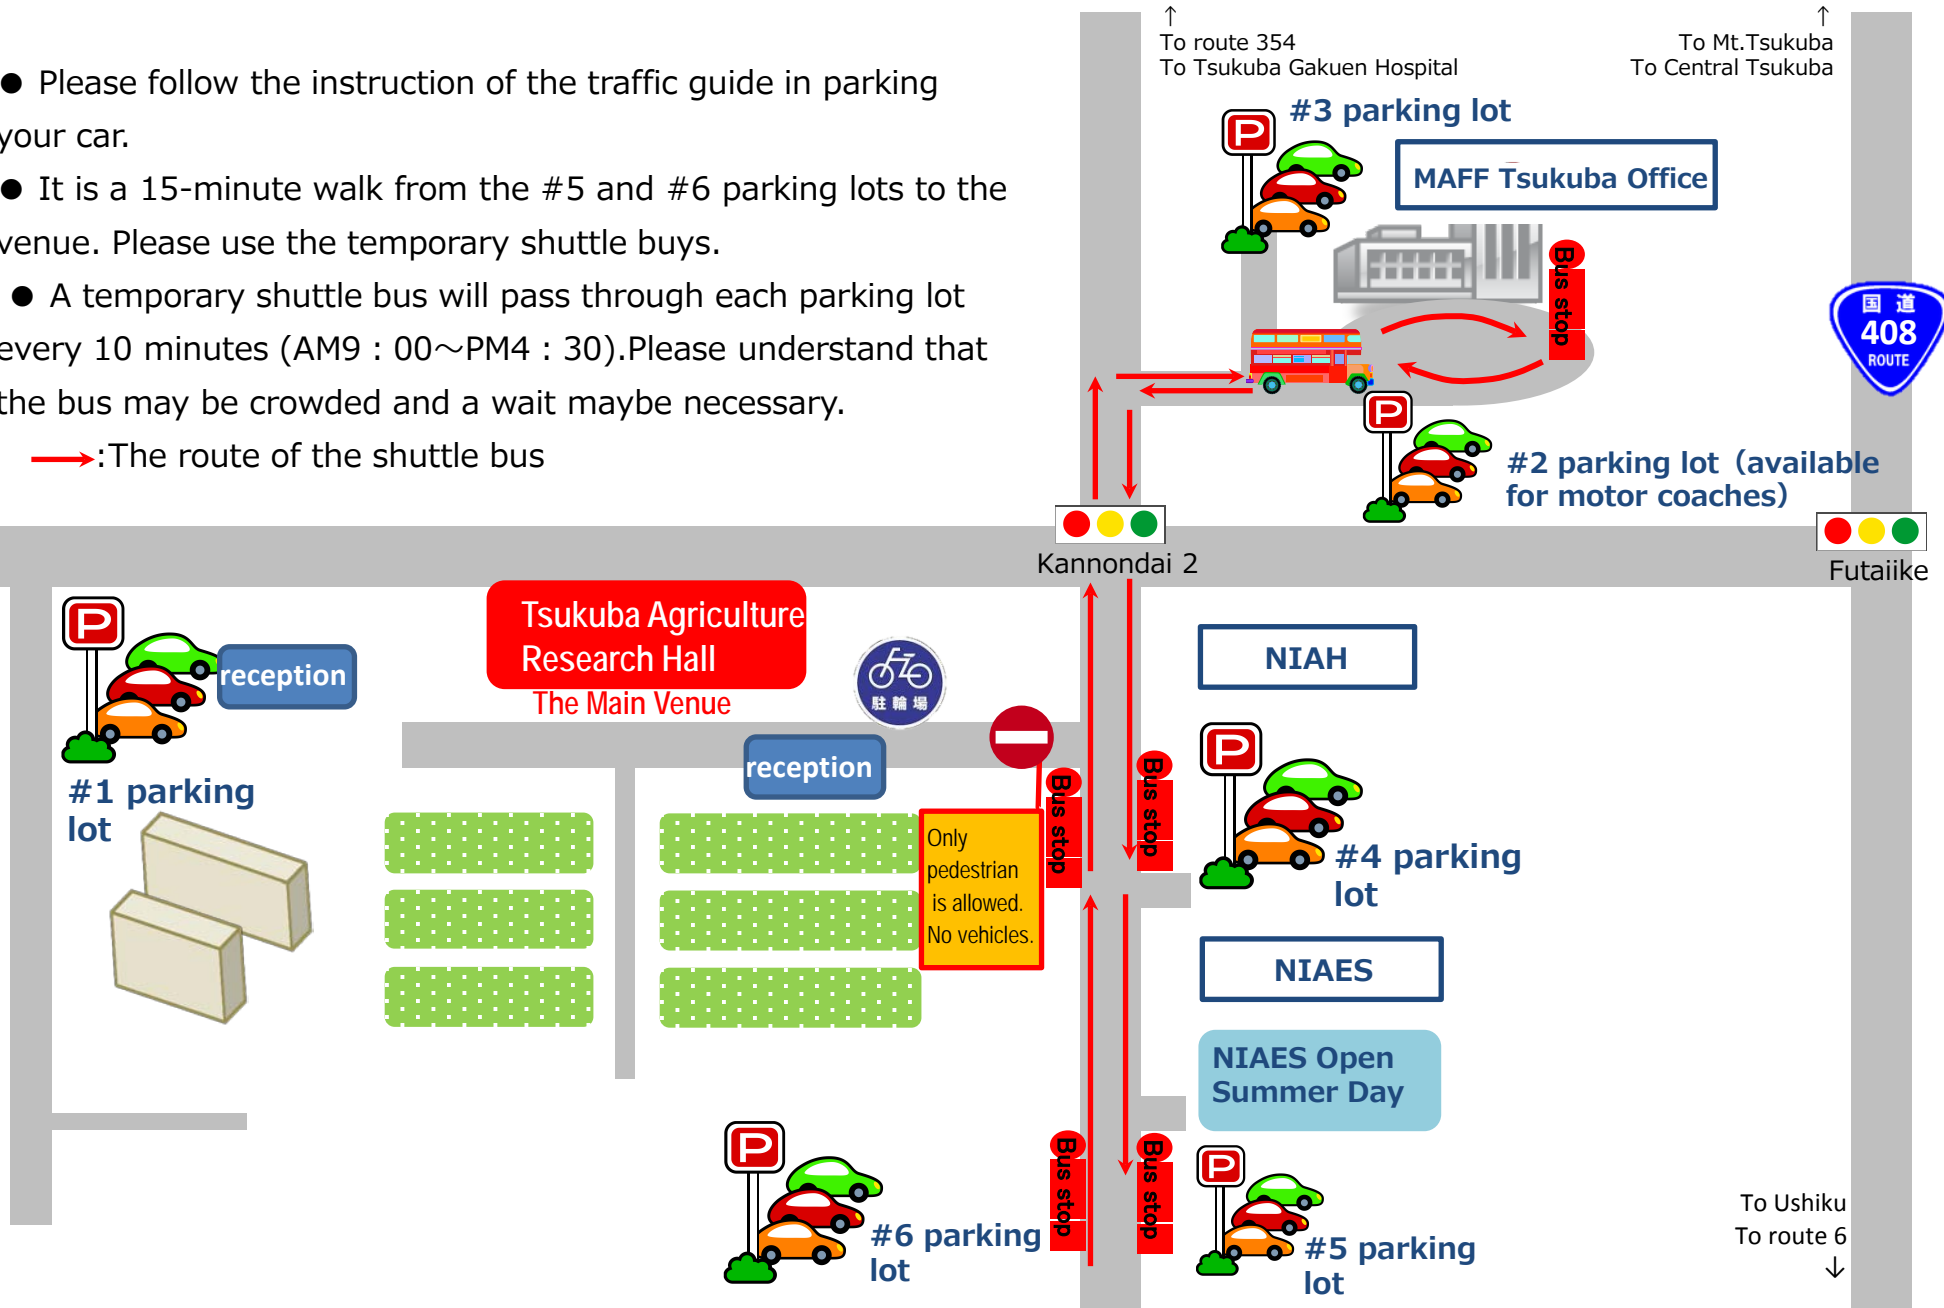 ● Please follow the instruction of the traffic guide in parking
your car.
● It is a 15-minute walk from the #5 and #6 parking lots to the
venue. Please use the temporary shuttle buys.
● A temporary shuttle bus will pass through each parking lot
every 10 minutes (AM9：00～PM4：30).Please understand that
the bus may be crowded and a wait maybe necessary.
→:The route of the shuttle bus
↑
To route 354
To Tsukuba Gakuen Hospital
↑
To Mt.Tsukuba
To Central Tsukuba
P
#3 parking lot
MAFF Tsukuba Office
Bus stop
国道
408
ROUTE
P
#2 parking lot（available
for motor coaches）
Kannondai 2
Futaiike
P
reception
#1 parking
lot
Tsukuba Agriculture
Research Hall
The Main Venue
駐輪場
reception
Only
pedestrian
is allowed.
No vehicles.
Bus stop
Bus stop
NIAH
P
#4 parking
lot
NIAES
NIAES Open
Summer Day
P
#6 parking
lot
Bus stop
Bus stop
P
#5 parking
lot
To Ushiku
To route 6
↓